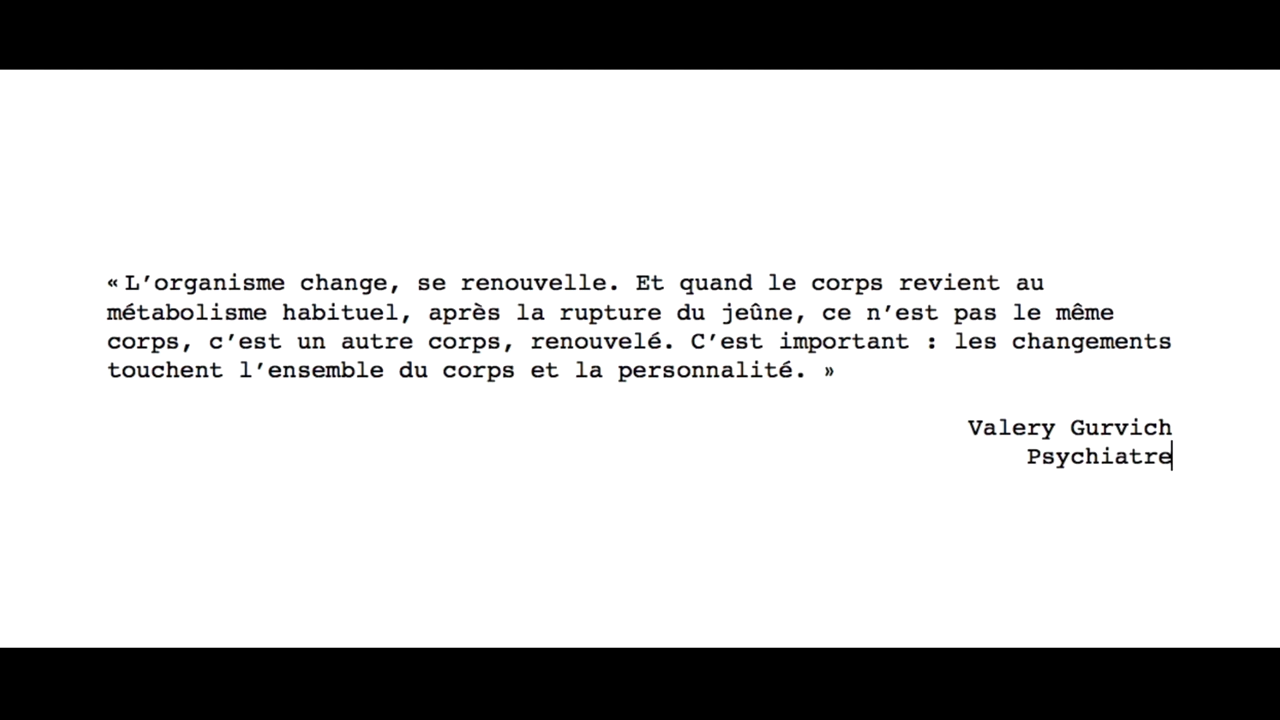 « L’organisme change, se renouvelle. Et quand le corps revient au
métabolisme habituel, après la rupture du jeûne, ce n’est pas le même
corps, c’est un autre corps, renouvelé. C’est important : les changements
touchent l’ensemble du corps et la personnalité. »
Valery Gurvich
Psychiatre